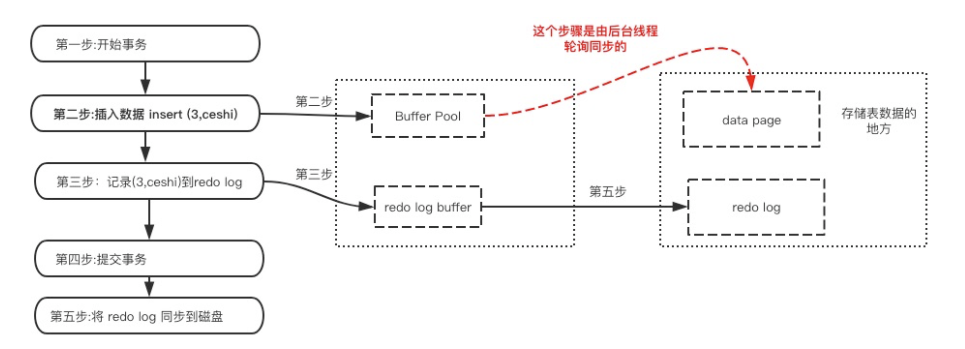 第一步:开始事务
第二步:插入数据 insert (3,ceshi)
第三步：记录(3,ceshi)到redo log
第四步:提交事务
第五步:将 redo log 同步到磁盘
第二步
第三步
Buffer Pool
redo log buffer
这个步骤是由后台线程
轮询同步的
第五步
data page
redo log
存储表数据的
地方